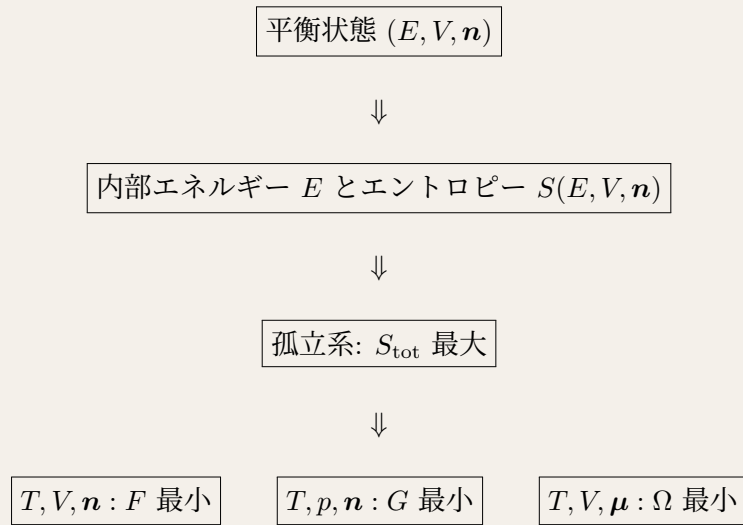 平衡状態 (E, V, n)
⇓
内部エネルギー E とエントロピー S(E, V, n)
⇓
孤立系: S_tot 最大
⇓
T, V, n : F 最小 T, p, n : G 最小 T, V, μ : Ω 最小